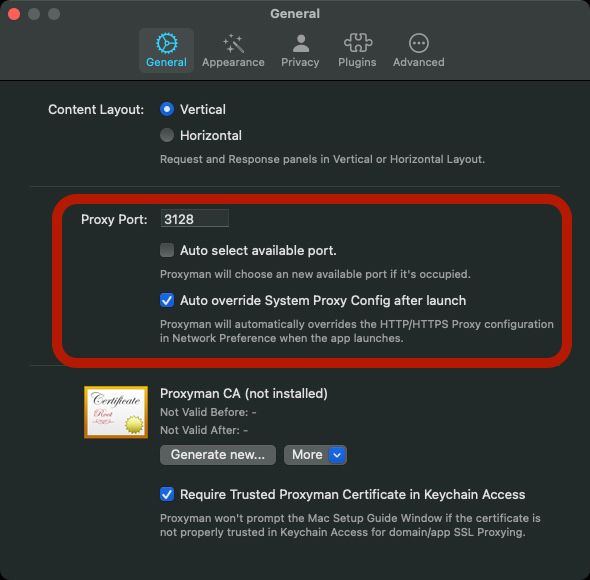 General
General Appearance Privacy Plugins Advanced
Content Layout: Vertical
Horizontal
Request and Response panels in Vertical or Horizontal Layout.
Proxy Port: 3128
Auto select available port.
Proxyman will choose an new available port if it's occupied.
Auto override System Proxy Config after launch
Proxyman will automatically overrides the HTTP/HTTPS Proxy configuration
in Network Preference when the app launches.
Certificate
Root
Proxyman CA (not installed)
Not Valid Before: -
Not Valid After: -
Generate new... More
Require Trusted Proxyman Certificate in Keychain Access
Proxyman won't prompt the Mac Setup Guide Window if the certificate is
not properly trusted in Keychain Access for domain/app SSL Proxying.